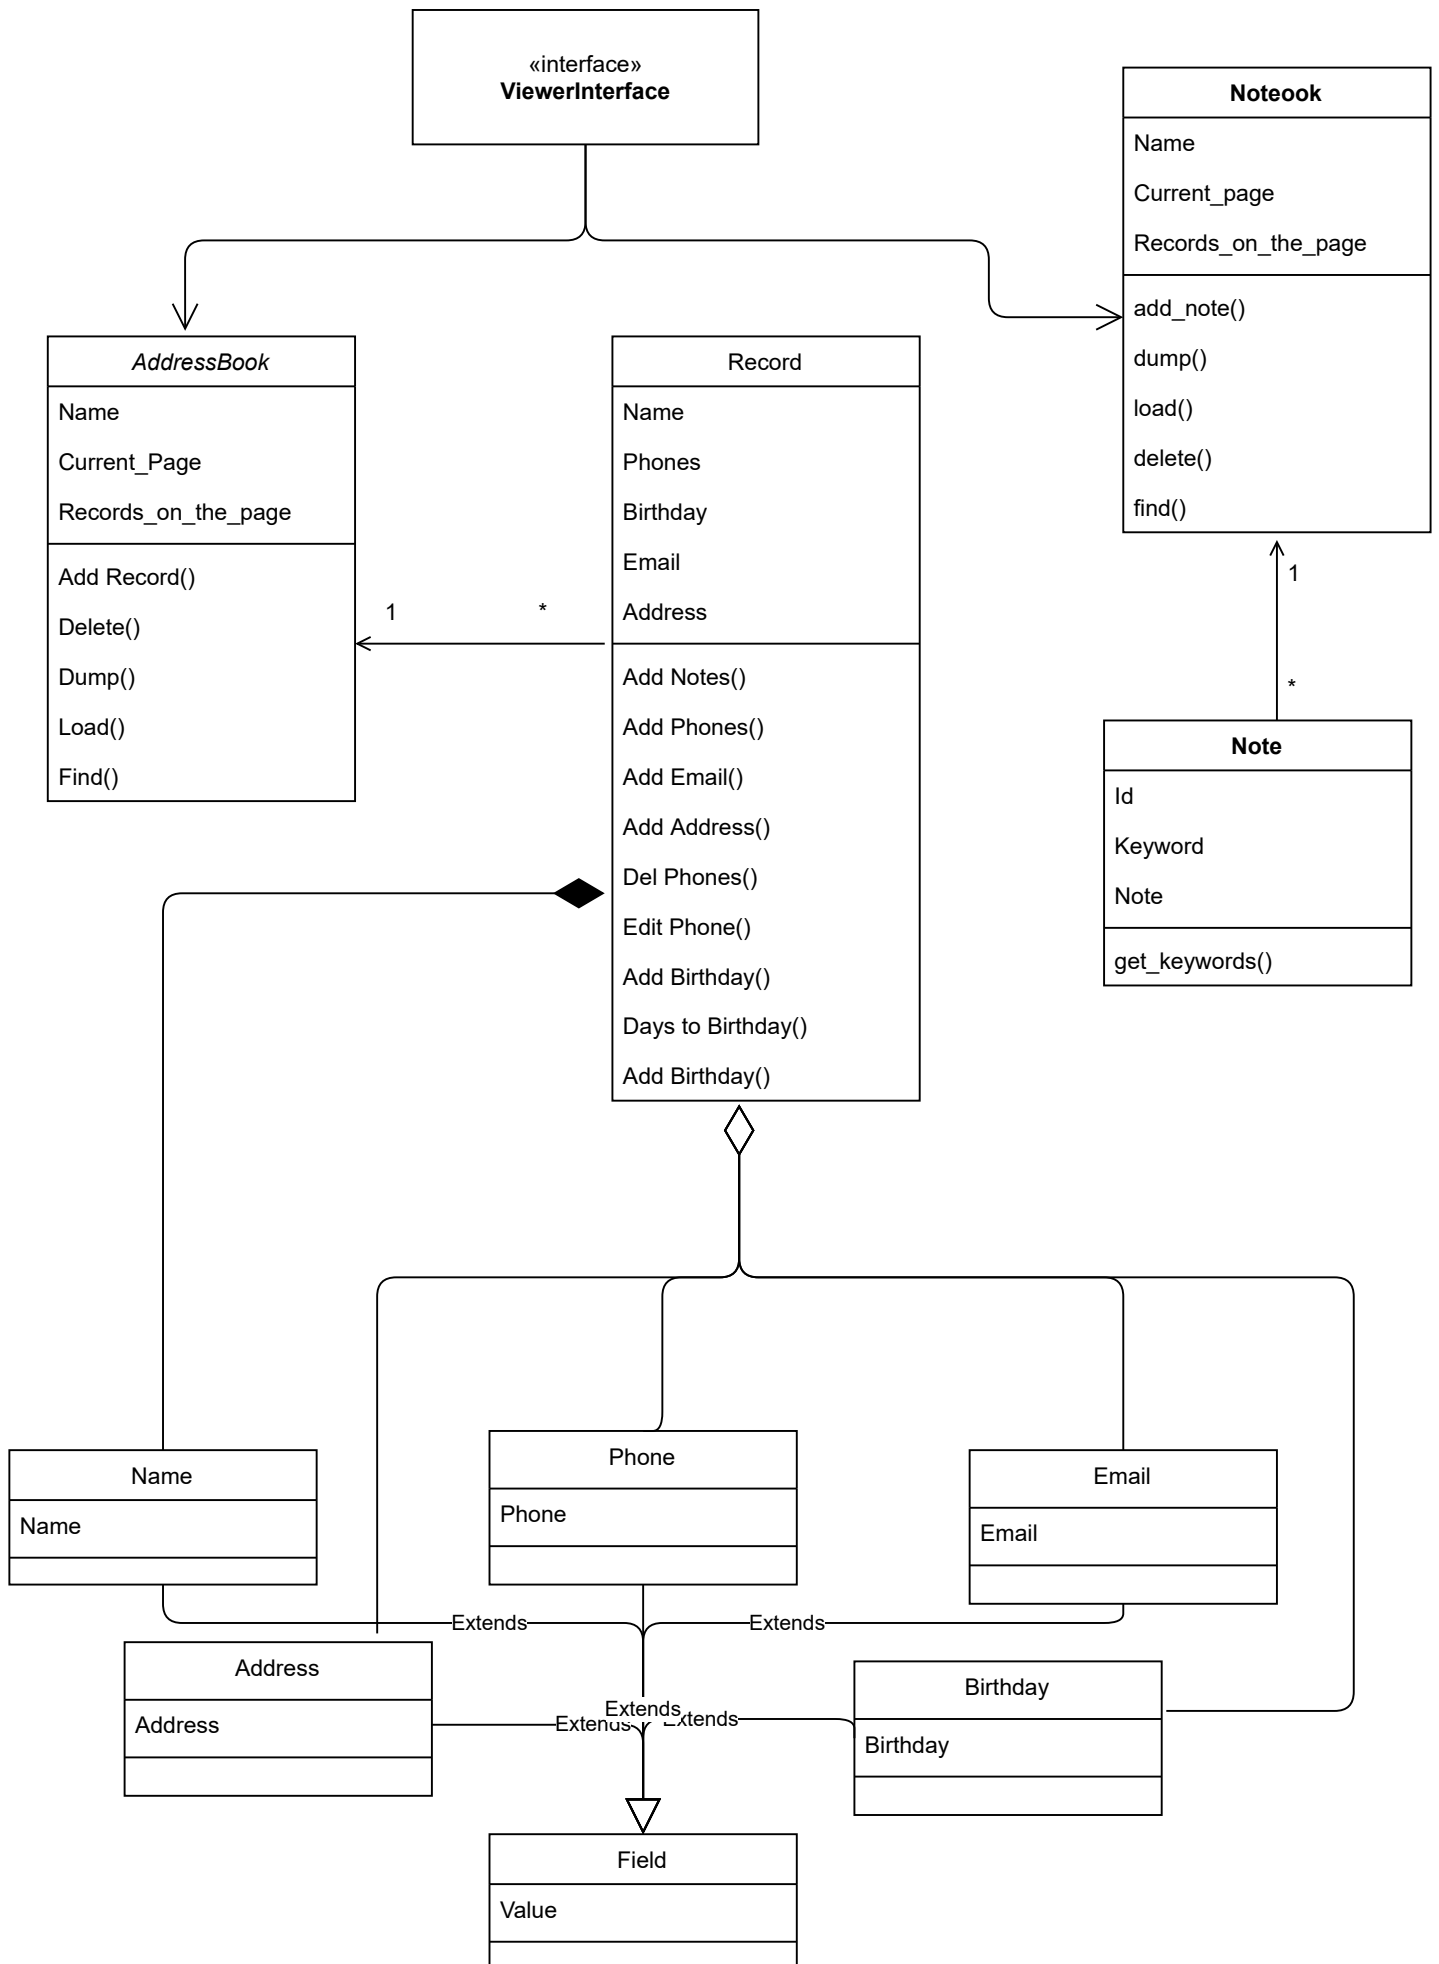 «interface»
ViewerInterface
Noteook
Name
Current_page
Records_on_the_page
add_note()
dump()
load()
delete()
find()
AddressBook
Name
Current_Page
Records_on_the_page
Add Record()
Delete()
Dump()
Load()
Find()
1
*
Record
Name
Phones
Birthday
Email
Address
Add Notes()
Add Phones()
Add Email()
Add Address()
Del Phones()
Edit Phone()
Add Birthday()
Days to Birthday()
Add Birthday()
1
*
Note
Id
Keyword
Note
get_keywords()
Name
Name
Phone
Phone
Email
Email
Extends
Extends
Address
Address
Extends
Extends
Extends
Birthday
Birthday
Field
Value